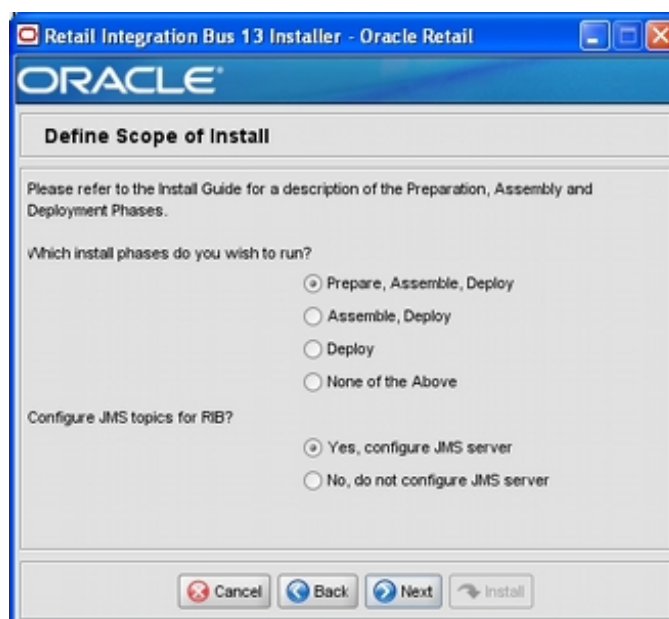 Retail Integration Bus 13 Installer - Oracle Retail
ORACLE®
Define Scope of Install
Please refer to the Install Guide for a description of the Preparation, Assembly and
Deployment Phases.
Which install phases do you wish to run?
Prepare, Assemble, Deploy
Assemble, Deploy
Deploy
None of the Above
Configure JMS topics for RIB?
Yes, configure JMS server
No, do not configure JMS server
Cancel
Back
Next
Install